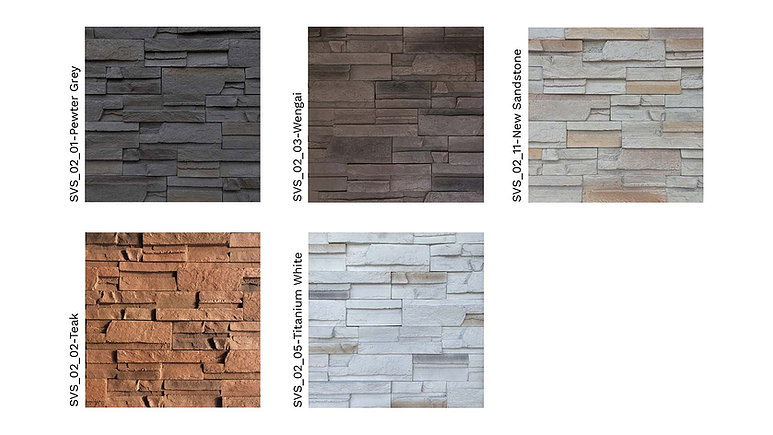 SVS_02_01-Pewter Grey
SVS_02_03-Wengai
SVS_02_11-New Sandstone
SVS_02_02-Teak
SVS_02_05-Titanium White